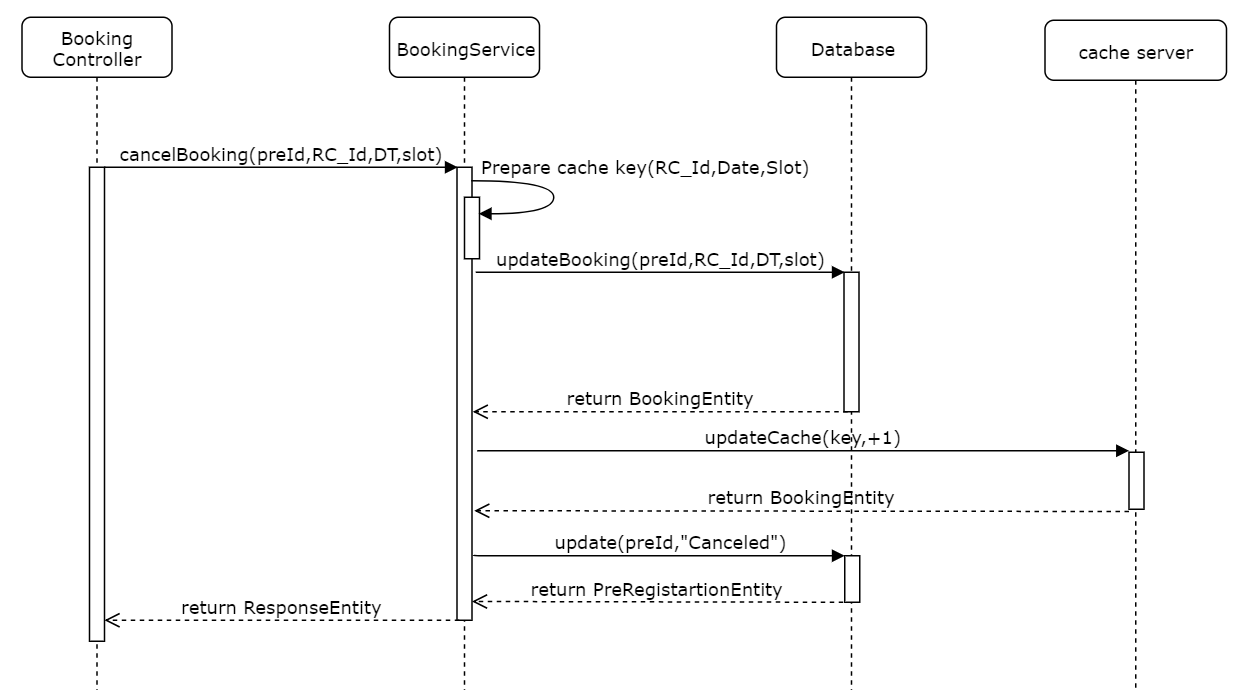 Booking
Controller
BookingService
Database
cache server
cancelBooking(preId,RC_Id,DT,slot)
Prepare cache key(RC_Id,Date,Slot)
updateBooking(preId,RC_Id,DT,slot)
return BookingEntity
updateCache(key,+1)
return BookingEntity
update(preId,"Canceled")
return PreRegistartionEntity
return ResponseEntity